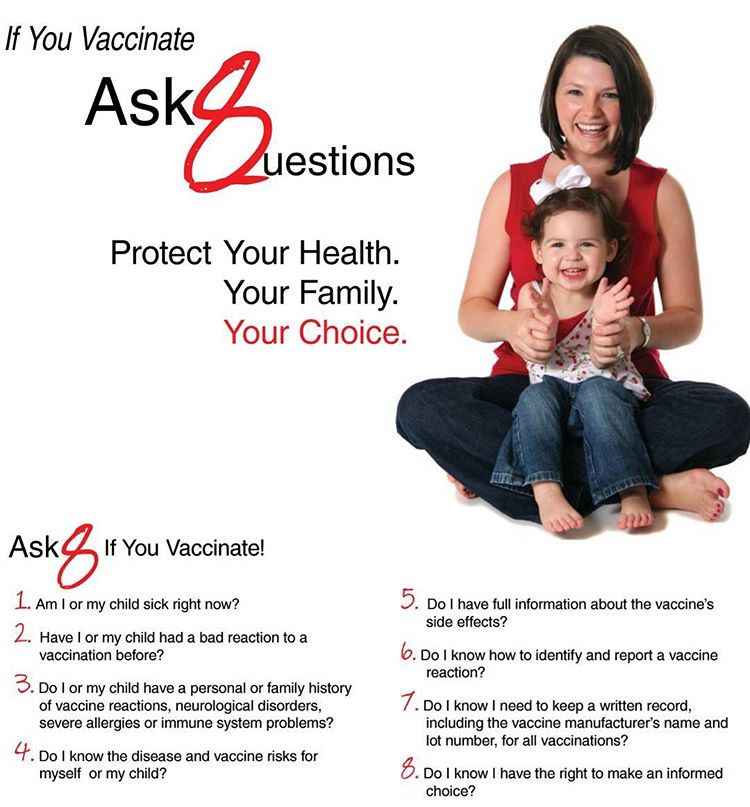 If You Vaccinate
Ask 8
uestions
Protect Your Health.
Your Family.
Your Choice.
Ask 8 If You Vaccinate!
1. Am I or my child sick right now?
2. Have I or my child had a bad reaction to a
vaccination before?
3. Do I or my child have a personal or family history
of vaccine reactions, neurological disorders,
severe allergies or immune system problems?
4. Do I know the disease and vaccine risks for
myself or my child?
5. Do I have full information about the vaccine's
side effects?
6. Do I know how to identify and report a vaccine
reaction?
7. Do I know I need to keep a written record,
including the vaccine manufacturer's name and
lot number, for all vaccinations?
8. Do I know I have the right to make an informed
choice?